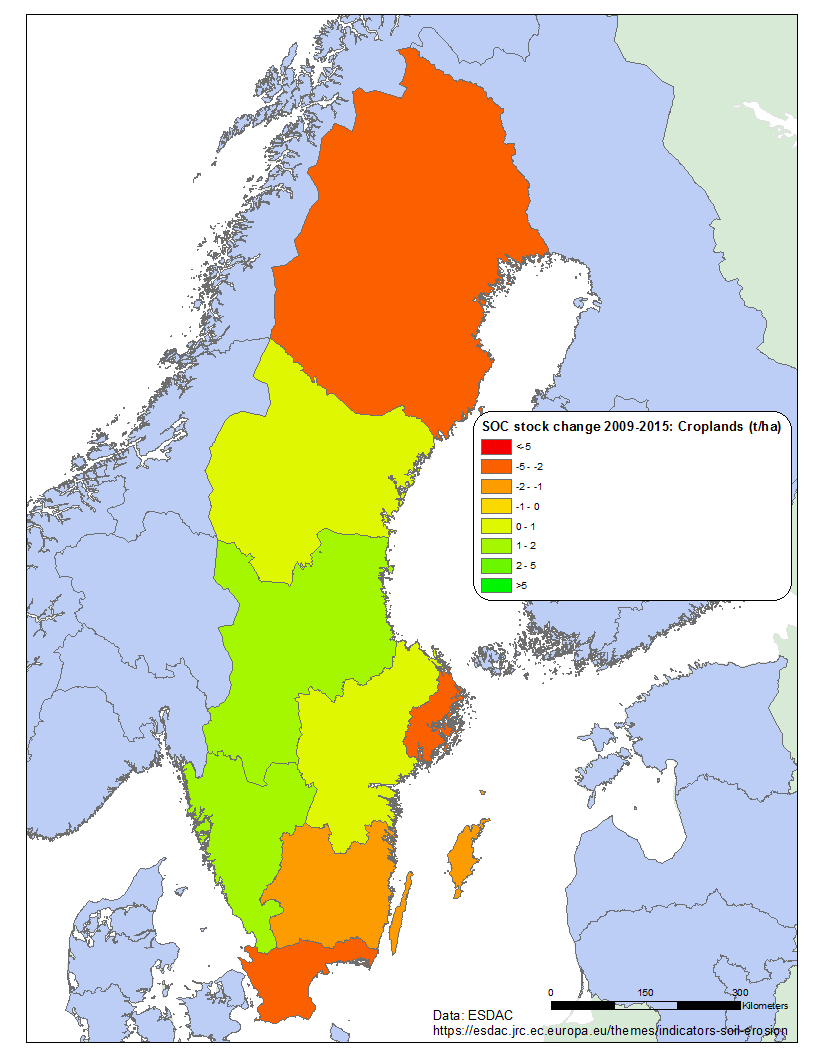 SOC stock change 2009-2015: Croplands (t/ha)
<-5
-5 - -2
-2 - -1
-1 - 0
0 - 1
1 - 2
2 - 5
>5
0 150 300
Kilometers
Data: ESDAC
https://esdac.jrc.ec.europa.eu/themes/indicators-soil-erosion